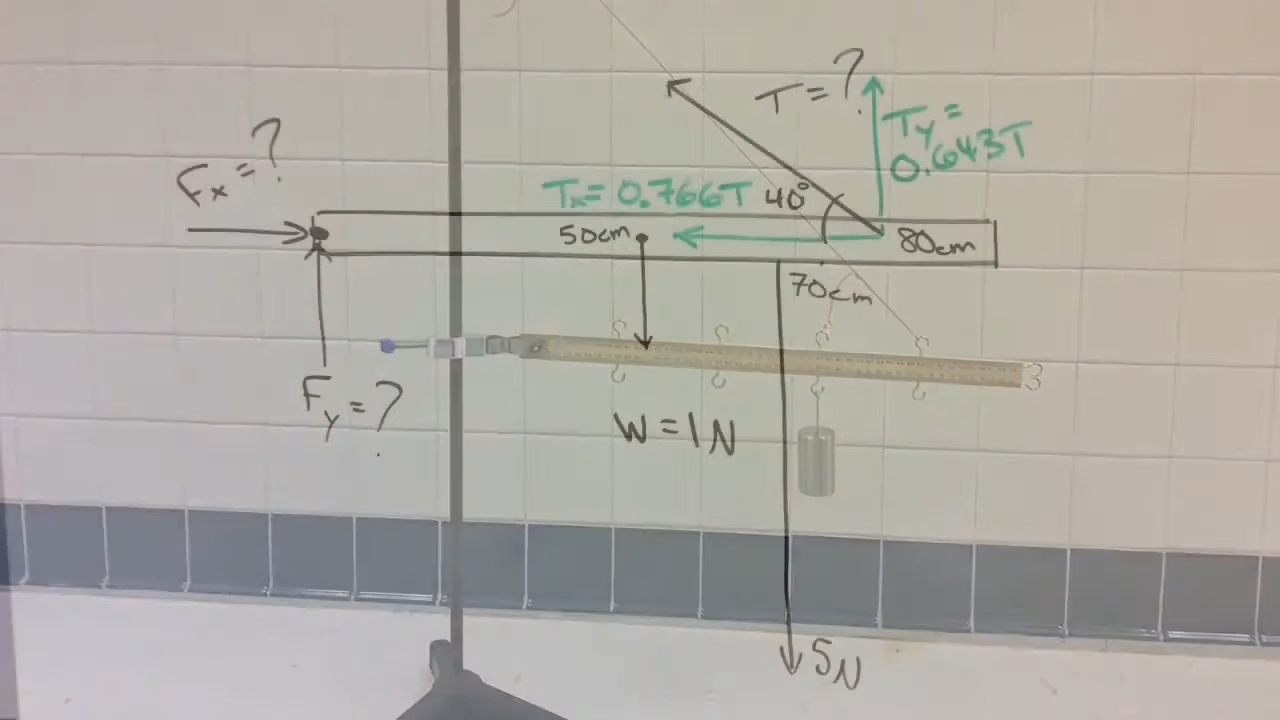 T = ?
Ty =
0.643T
Fx = ?
Tx = 0.766T
40°
50cm
80cm
70cm
Fy = ?
W = 1N
5N